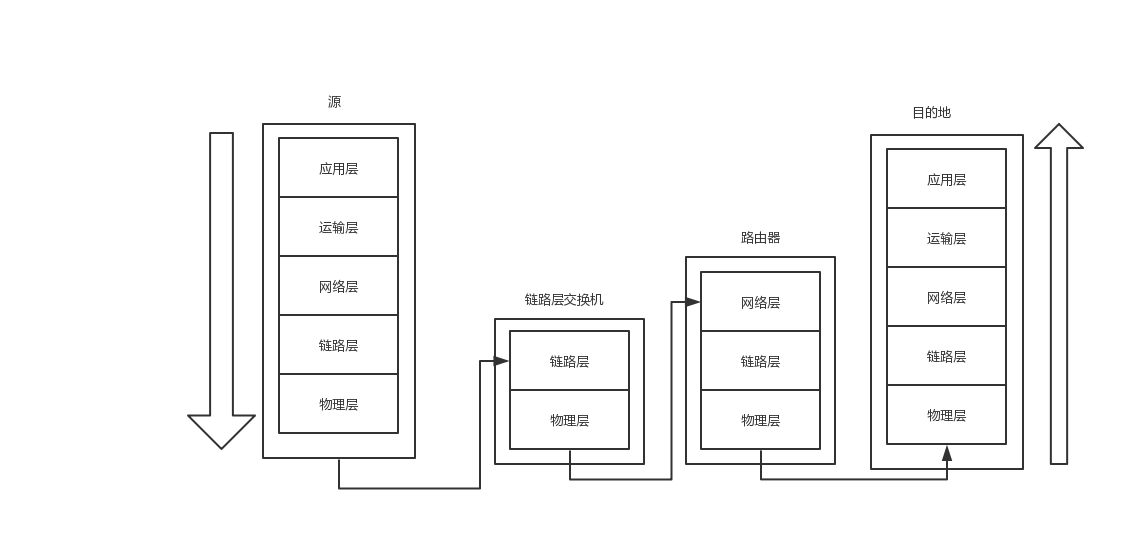 源
应用层
运输层
网络层
链路层
物理层
链路层交换机
链路层
物理层
路由器
网络层
链路层
物理层
目的地
应用层
运输层
网络层
链路层
物理层